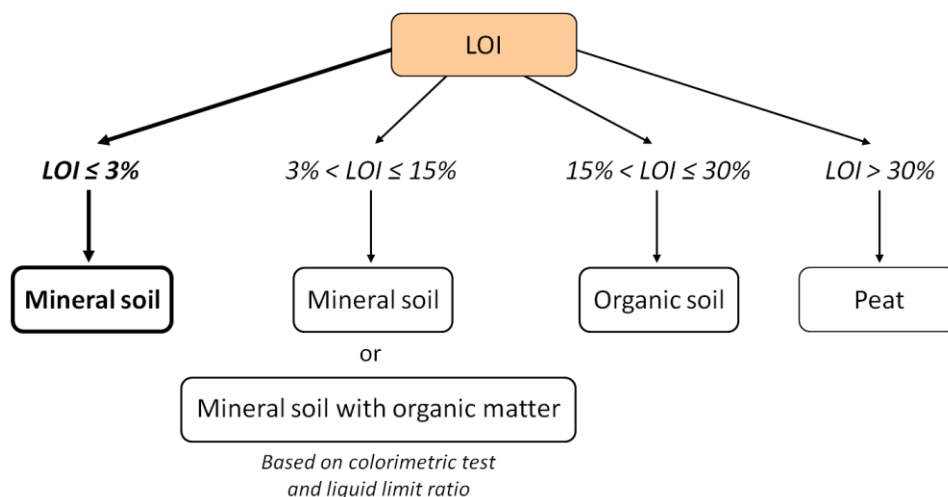 LOI
LOI ≤ 3%
3% < LOI ≤ 15%
15% < LOI ≤ 30%
LOI > 30%
Mineral soil
Mineral soil
Organic soil
Peat
or
Mineral soil with organic matter
Based on colorimetric test
and liquid limit ratio